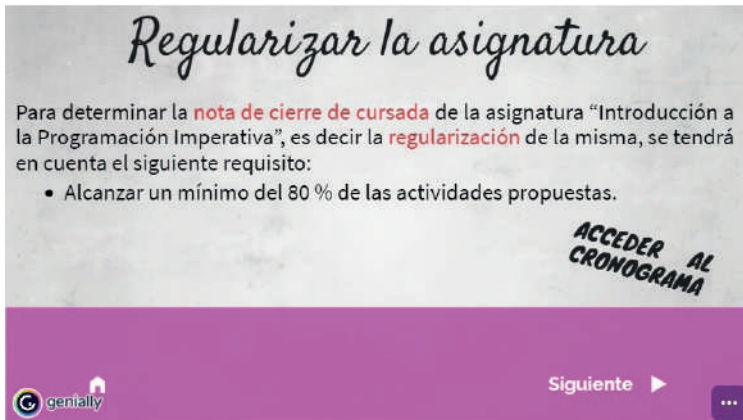 Regularizar la asignatura
Para determinar la nota de cierre de cursada de la asignatura “Introducción a
la Programación Imperativa”, es decir la regularización de la misma, se tendrá
en cuenta el siguiente requisito:
• Alcanzar un mínimo del 80 % de las actividades propuestas.
ACCEDER AL
CRONOGRAMA
Siguiente
genially